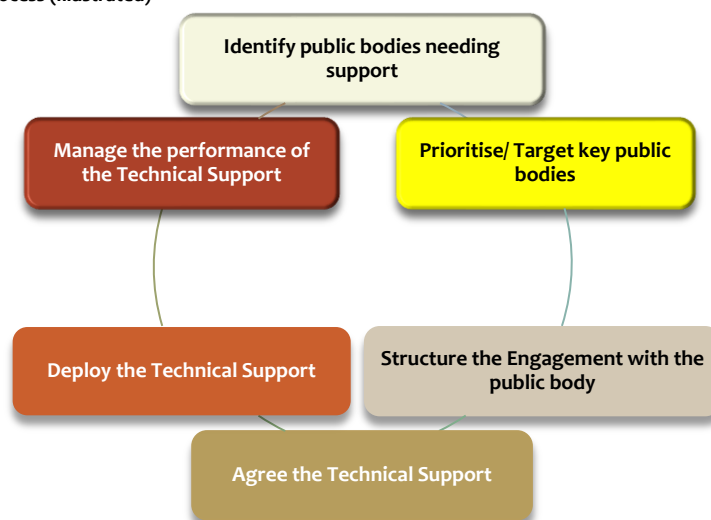 (illustrated)
Identify public bodies needing
support
Prioritise/ Target key public
bodies
Structure the Engagement with the
public body
Agree the Technical Support
Deploy the Technical Support
Manage the performance of
the Technical Support